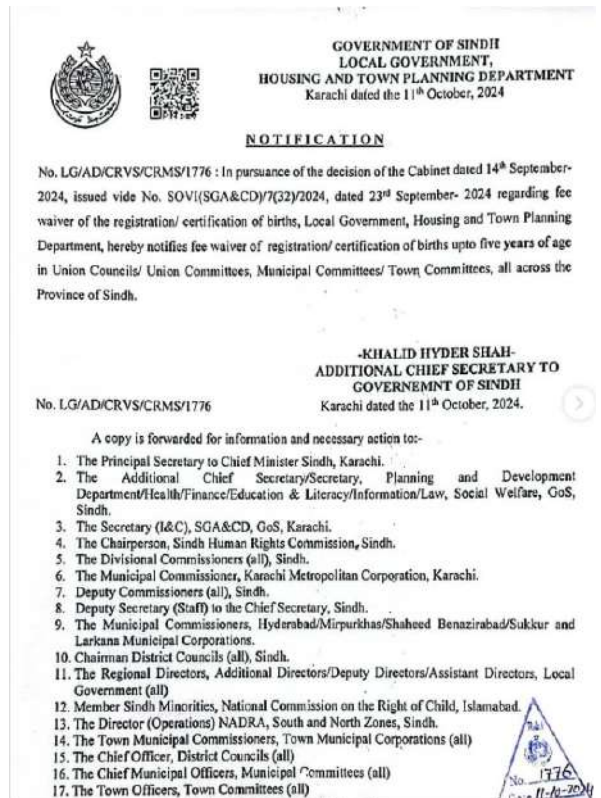 GOVERNMENT OF SINDH
LOCAL GOVERNMENT,
HOUSING AND TOWN PLANNING DEPARTMENT
Karachi dated the 11th October, 2024
NOTIFICATION
No. LG/AD/CRVS/CRMS/1776 : In pursuance of the decision of the Cabinet dated 14th September-
2024, issued vide No. SOVI(SGA&CD)/7(32)/2024, dated 23rd September- 2024 regarding fee
waiver of the registration/ certification of births, Local Government, Housing and Town Planning
Department, hereby notifies fee waiver of registration/ certification of births upto five years of age
in Union Councils/ Union Committees, Municipal Committees/ Town Committees, all across the
Province of Sindh.
-KHALID HYDER SHAH-
ADDITIONAL CHIEF SECRETARY TO
GOVERNEMNT OF SINDH
No. LG/AD/CRVS/CRMS/1776
Karachi dated the 11th October, 2024.
A copy is forwarded for information and necessary action to:-
1. The Principal Secretary to Chief Minister Sindh, Karachi.
2. The Additional Chief Secretary/Secretary, Planning and Development
Department/Health/Finance/Education & Literacy/Information/Law, Social Welfare, GoS,
Sindh.
3. The Secretary (I&C), SGA&CD, GoS, Karachi.
4. The Chairperson, Sindh Human Rights Commission, Sindh.
5. The Divisional Commissioners (all), Sindh.
6. The Municipal Commissioner, Karachi Metropolitan Corporation, Karachi.
7. Deputy Commissioners (all), Sindh.
8. Deputy Secretary (Staff) to the Chief Secretary, Sindh.
9. The Municipal Commissioners, Hyderabad/Mirpurkhas/Shaheed Benazirabad/Sukkur and
Larkana Municipal Corporations.
10. Chairman District Councils (all), Sindh.
11. The Regional Directors, Additional Directors/Deputy Directors/Assistant Directors, Local
Government (all)
12. Member Sindh Minorities, National Commission on the Right of Child, Islamabad.
13. The Director (Operations) NADRA, South and North Zones, Sindh.
14. The Town Municipal Commissioners, Town Municipal Corporations (all)
15. The Chief Officer, District Councils (all)
16. The Chief Municipal Officers, Municipal Committees (all)
17. The Town Officers, Town Committees (all)
No. 1776
11-10-2024